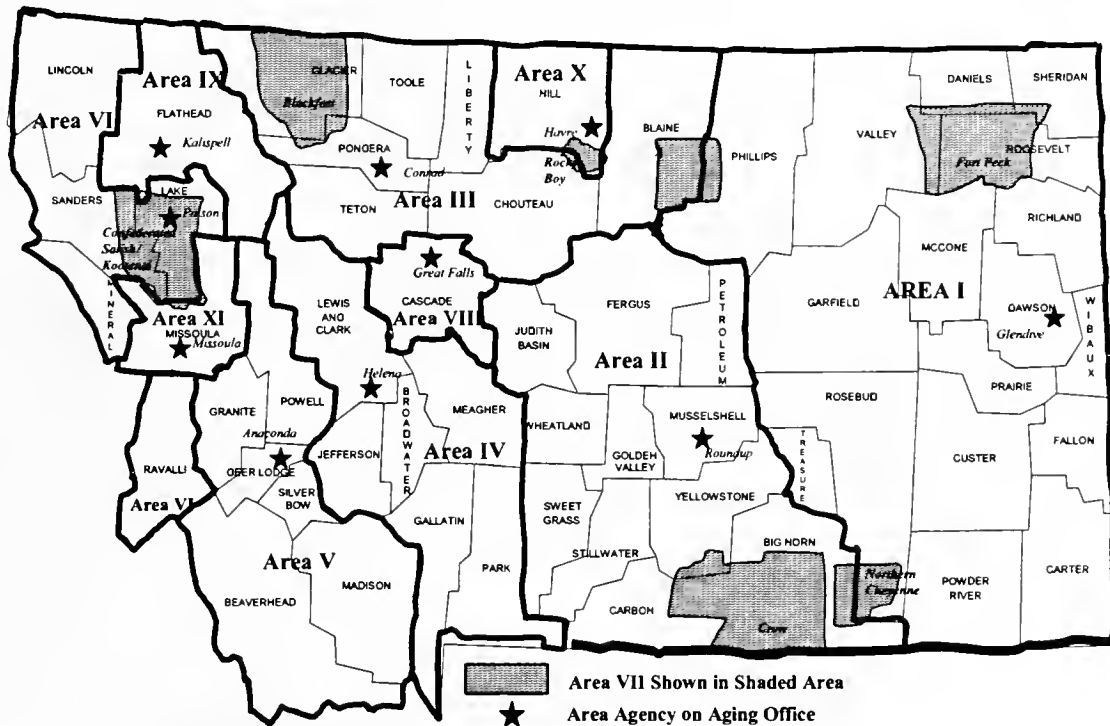 LINCOLN
Area IX
FLATHEAD
Area VI
Kalispell
SANDERS
LAKE
Polson
Confederated
Salish/
Kootenai
MINERAL
Area XI
MISSOULA
Missoula
GLACIER
Blackfeet
TOOLE
LIBERTY
PONDERA
Conrad
TETON
Area III
CHOUTEAU
Area X
HILL
Havre
Rocky
Boy
BLAINE
PHILLIPS
VALLEY
DANIELS
SHERIDAN
ROOSEVELT
Fort Peck
RICHLAND
MCCONE
AREA I
GARFIELD
DAWSON
Glendive
WIBAUX
PRAIRIE
ROSEBUD
TREASURE
CUSTER
FALLON
POWDER
RIVER
CARTER
Great Falls
CASCADE
Area VIII
LEWIS
AND
CLARK
Helena
BROADWATER
MEAGHER
Area IV
JEFFERSON
GALLATIN
PARK
GRANITE
POWELL
Anaconda
DEER LODGE
SILVER
BOW
RAVALLI
Area VI
Area V
BEAVERHEAD
MADISON
FERGUS
PETROLEUM
JUDITH
BASIN
Area II
WHEATLAND
GOLDEN
VALLEY
MUSSELSHELL
Roundup
SWEET
GRASS
STILLWATER
YELLOWSTONE
BIG HORN
CARBON
Crow
Northern
Cheyenne
Area VII Shown in Shaded Area
Area Agency on Aging Office